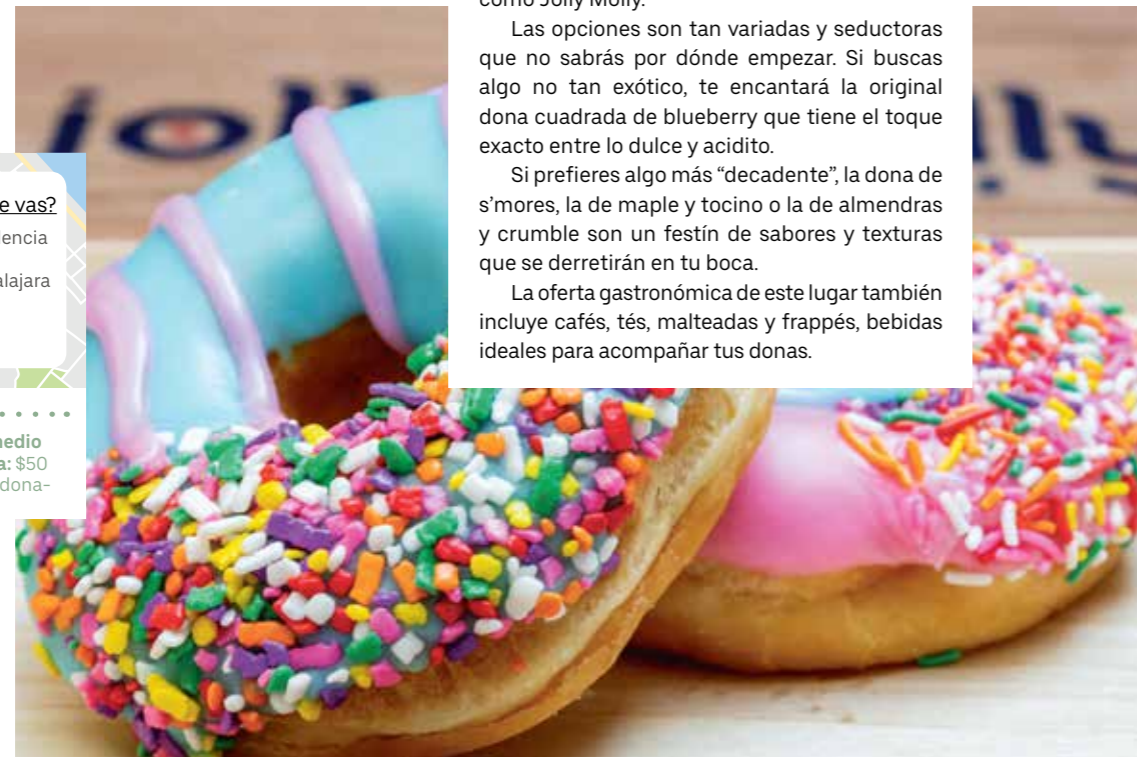 como Jolly Molly.
Las opciones son tan variadas y seductoras
que no sabrás por dónde empezar. Si buscas
algo no tan exótico, te encantará la original
dona cuadrada de blueberry que tiene el toque
exacto entre lo dulce y acidito.
Si prefieres algo más “decadente”, la dona de
s’mores, la de maple y tocino o la de almendras
y crumble son un festín de sabores y texturas
que se derretirán en tu boca.
La oferta gastronómica de este lugar también
incluye cafés, tés, malteadas y frappés, bebidas
ideales para acompañar tus donas.
vas?
$50
dona-